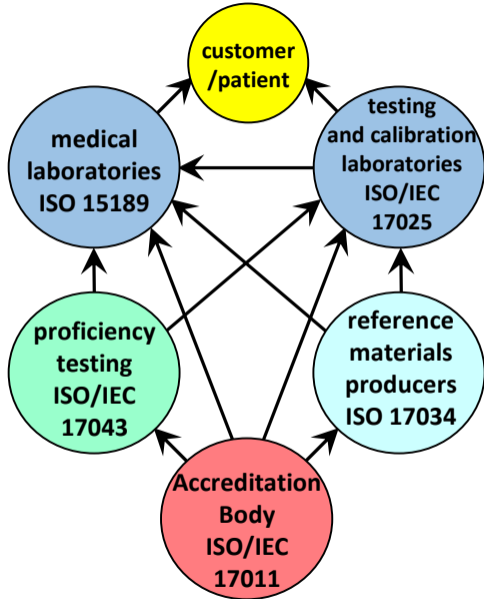 customer
/patient
medical
laboratories
ISO 15189
testing
and calibration
laboratories
ISO/IEC
17025
proficiency
testing
ISO/IEC
17043
reference
materials
producers
ISO 17034
Accreditation
Body
ISO/IEC
17011